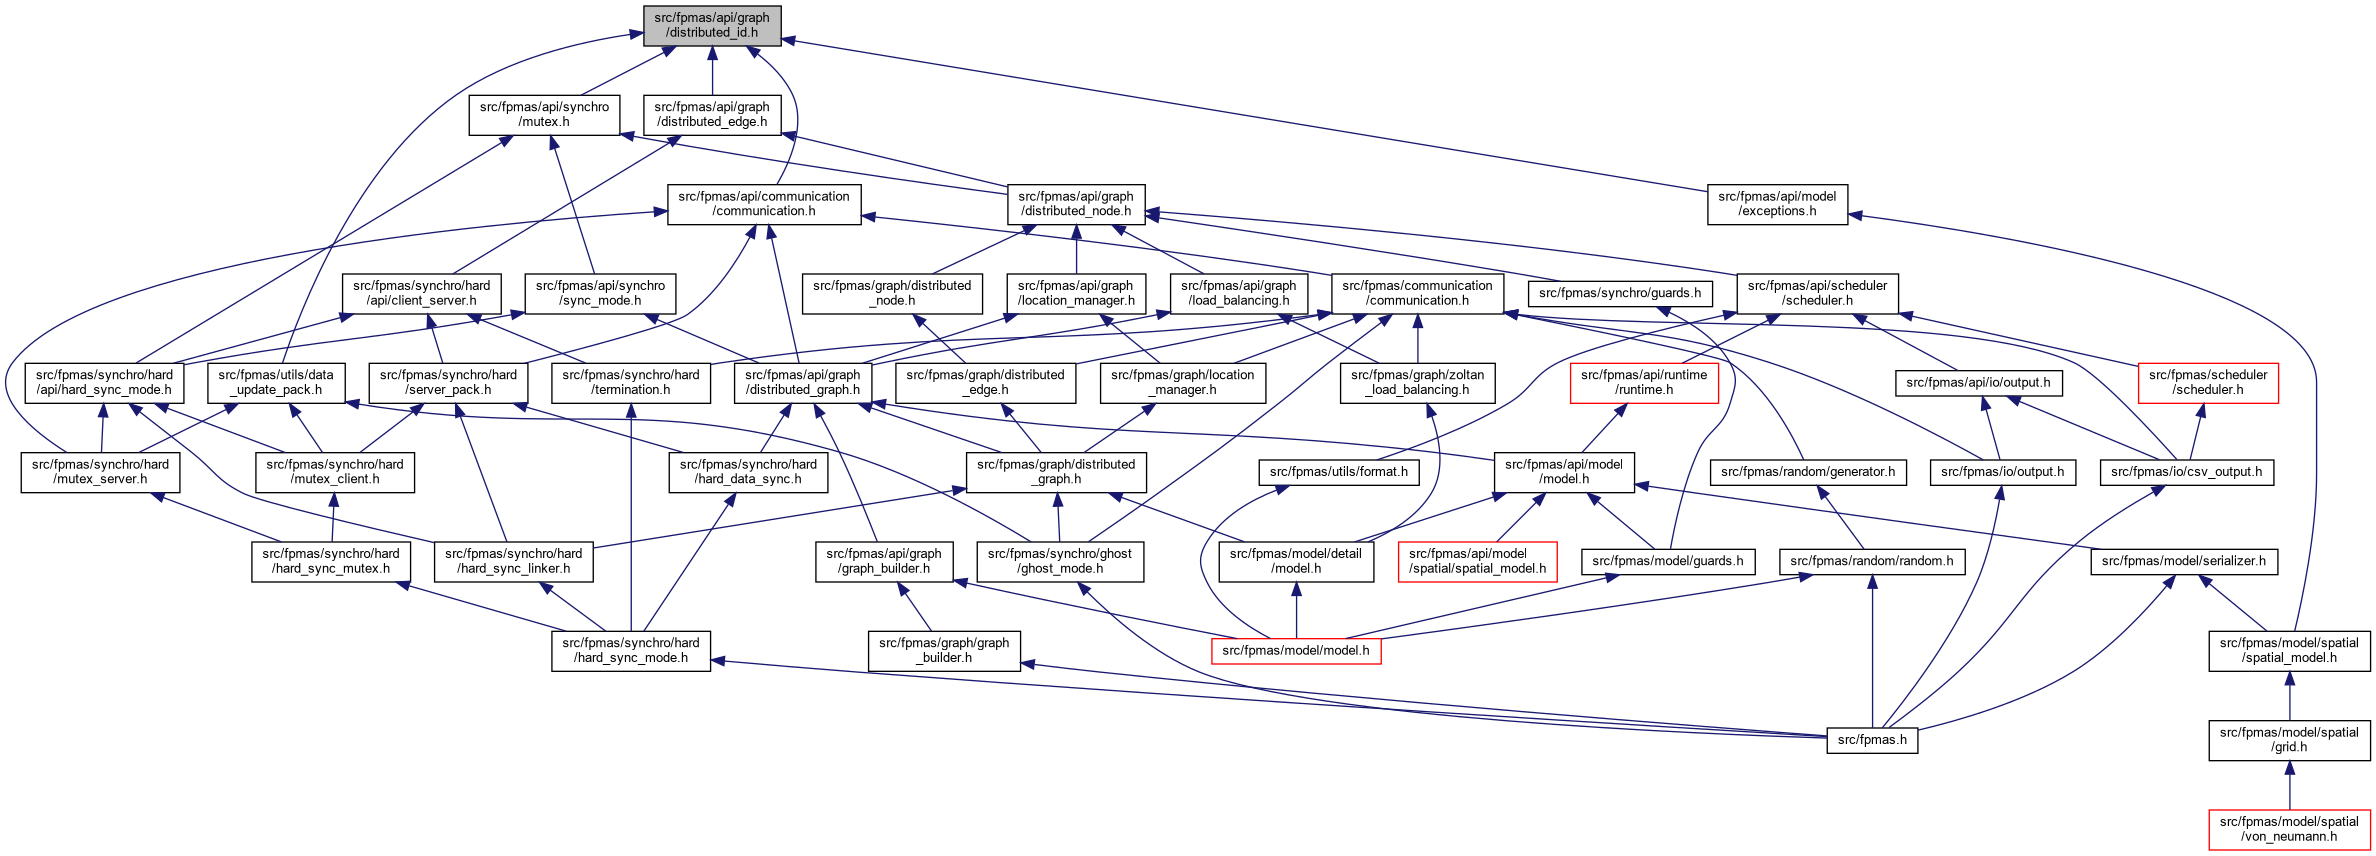 src/fpmas/api/graph
/distributed_id.h
src/fpmas/api/synchro
/mutex.h
src/fpmas/api/graph
/distributed_edge.h
src/fpmas/api/communication
/communication.h
src/fpmas/api/graph
/distributed_node.h
src/fpmas/api/model
/exceptions.h
src/fpmas/synchro/hard
/api/client_server.h
src/fpmas/api/synchro
/sync_mode.h
src/fpmas/graph/distributed
_node.h
src/fpmas/api/graph
/location_manager.h
src/fpmas/api/graph
/load_balancing.h
src/fpmas/communication
/communication.h
src/fpmas/synchro/guards.h
src/fpmas/api/scheduler
/scheduler.h
src/fpmas/synchro/hard
/api/hard_sync_mode.h
src/fpmas/utils/data
_update_pack.h
src/fpmas/synchro/hard
/server_pack.h
src/fpmas/synchro/hard
/termination.h
src/fpmas/api/graph
/distributed_graph.h
src/fpmas/graph/distributed
_edge.h
src/fpmas/graph/location
_manager.h
src/fpmas/graph/zoltan
_load_balancing.h
src/fpmas/api/runtime
/runtime.h
src/fpmas/api/io/output.h
src/fpmas/scheduler
/scheduler.h
src/fpmas/synchro/hard
/mutex_server.h
src/fpmas/synchro/hard
/mutex_client.h
src/fpmas/synchro/hard
/hard_data_sync.h
src/fpmas/graph/distributed
_graph.h
src/fpmas/utils/format.h
src/fpmas/api/model
/model.h
src/fpmas/random/generator.h
src/fpmas/io/output.h
src/fpmas/io/csv_output.h
src/fpmas/synchro/hard
/hard_sync_mutex.h
src/fpmas/synchro/hard
/hard_sync_linker.h
src/fpmas/api/graph
/graph_builder.h
src/fpmas/synchro/ghost
/ghost_mode.h
src/fpmas/model/detail
/model.h
src/fpmas/api/model
/spatial/spatial_model.h
src/fpmas/model/guards.h
src/fpmas/random/random.h
src/fpmas/model/serializer.h
src/fpmas/synchro/hard
/hard_sync_mode.h
src/fpmas/graph/graph
_builder.h
src/fpmas/model/model.h
src/fpmas/model/spatial
/spatial_model.h
src/fpmas.h
src/fpmas/model/spatial
/grid.h
src/fpmas/model/spatial
/von_neumann.h